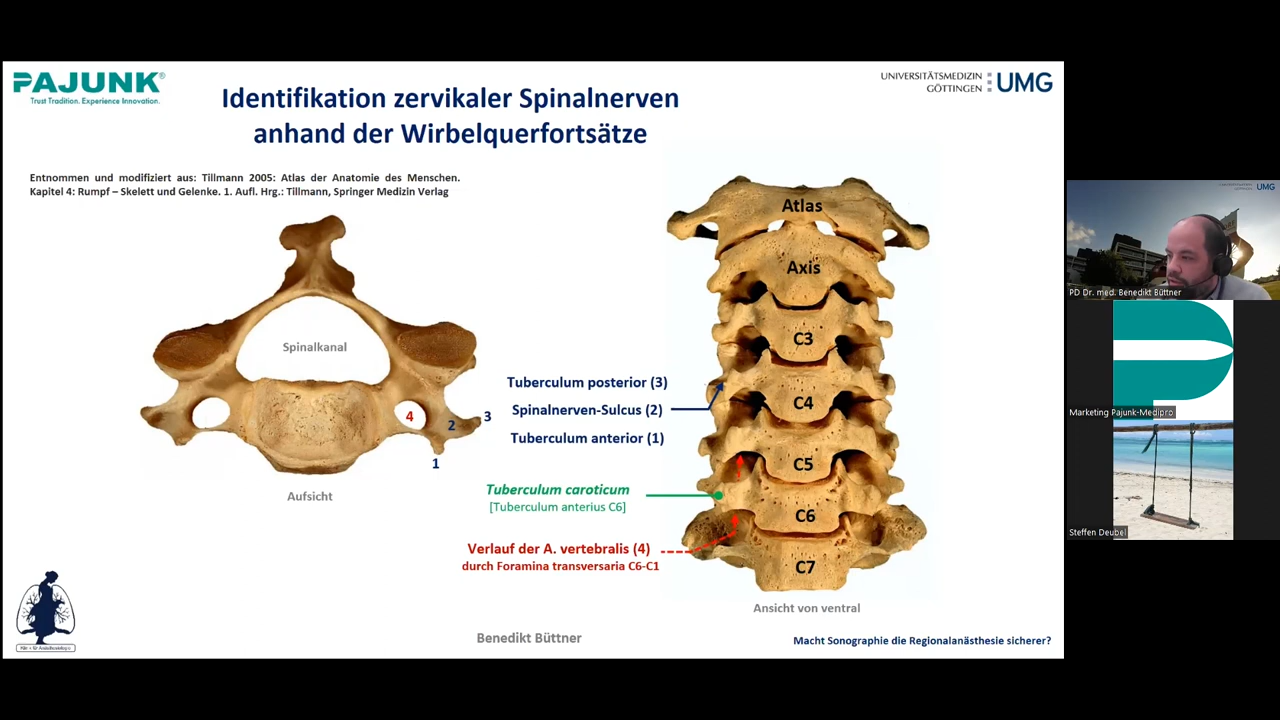 PAJUNK®
Trust Tradition. Experience Innovation.
Identifikation zervikaler Spinalnerven
anhand der Wirbelquerfortsätze
UNIVERSITÄTSMEDIZIN
GÖTTINGEN
UMG
Entnommen und modifiziert aus: Tillmann 2005: Atlas der Anatomie des Menschen.
Kapitel 4: Rumpf – Skelett und Gelenke. 1. Aufl. Hrg.: Tillmann, Springer Medizin Verlag
Spinalkanal
4
2
3
1
Aufsicht
Atlas
Axis
C3
C4
C5
C6
C7
Tuberculum posterior (3)
Spinalnerven-Sulcus (2)
Tuberculum anterior (1)
Tuberculum caroticum
[Tuberculum anterius C6]
Verlauf der A. vertebralis (4)
durch Foramina transversaria C6-C1
Ansicht von ventral
Benedikt Büttner
Macht Sonographie die Regionalanästhesie sicherer?
UMG
PD Dr. med. Benedikt Büttner
Marketing Pajunk-Medipro
Steffen Deubel